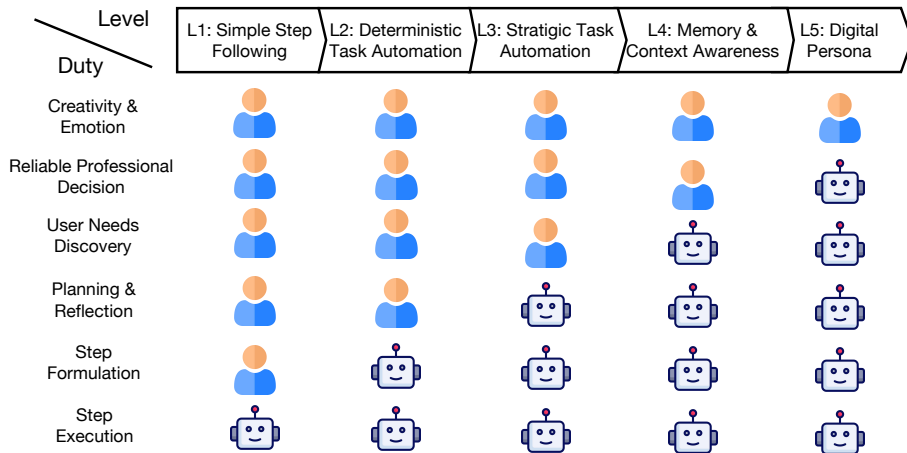 Level
Duty
L1: Simple Step
Following
L2: Deterministic
Task Automation
L3: Stratigic Task
Automation
L4: Memory &
Context Awareness
L5: Digital
Persona
Creativity &
Emotion
Reliable Professional
Decision
User Needs
Discovery
Planning &
Reflection
Step
Formulation
Step
Execution